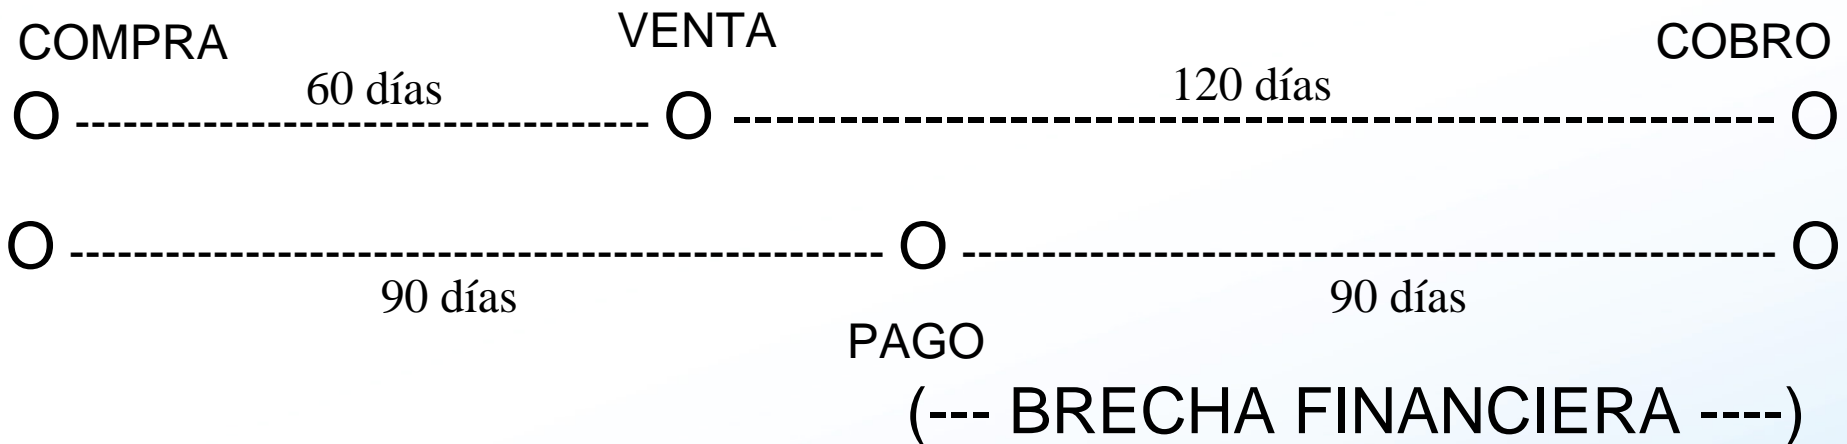 COMPRA VENTA COBRO
60 días 120 días
O ------------------------------------ O -------------------------------------------------- O
O --------------------------------------------------- O --------------------------------------------------- O
90 días 90 días
PAGO
(--- BRECHA FINANCIERA ----)